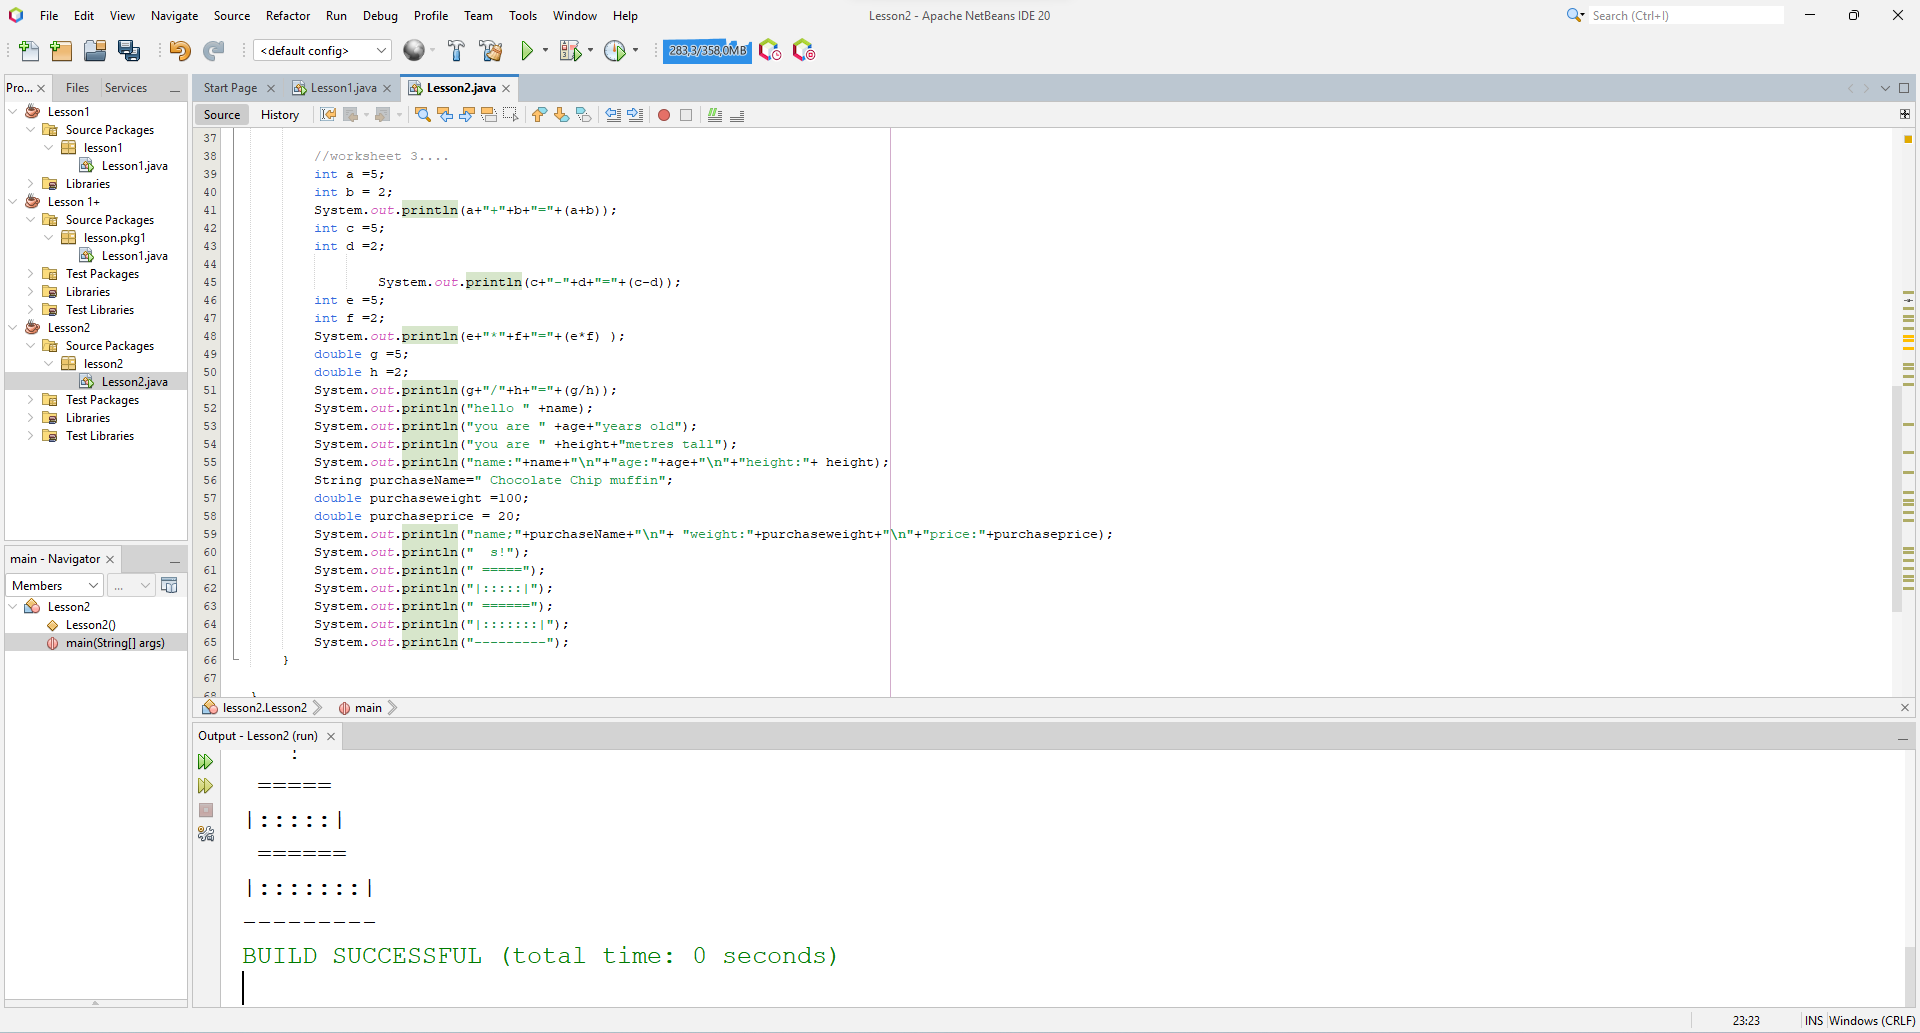 File Edit View Navigate Source Refactor Run Debug Profile Team Tools Window Help
Lesson2 - Apache NetBeans IDE 20
Search (Ctrl+I)
<default config>
283,3/358,0MB
Pro... Files Services
Lesson1
Source Packages
lesson1
Lesson1.java
Libraries
Lesson 1+
Source Packages
lesson.pkg1
Lesson1.java
Test Packages
Libraries
Test Libraries
Lesson2
Source Packages
lesson2
Lesson2.java
Test Packages
Libraries
Test Libraries
main - Navigator
Members
...
Lesson2
Lesson2()
main(String[] args)
Start Page Lesson1.java Lesson2.java
Source History
37
38 //worksheet 3....
39 int a =5;
40 int b = 2;
41 System.out.println(a+"+"+b+"="+(a+b));
42 int c =5;
43 int d =2;
44
45 System.out.println(c+"-"+d+"="+(c-d));
46 int e =5;
47 int f =2;
48 System.out.println(e+"*"+f+"="+(e*f) );
49 double g =5;
50 double h =2;
51 System.out.println(g+"/"+h+"="+(g/h));
52 System.out.println("hello " +name);
53 System.out.println("you are " +age+"years old");
54 System.out.println("you are " +height+"metres tall");
55 System.out.println("name:"+name+"\n"+"age:"+age+"\n"+"height:"+ height);
56 String purchaseName=" Chocolate Chip muffin";
57 double purchaseweight =100;
58 double purchaseprice = 20;
59 System.out.println("name;"+purchaseName+"\n"+ "weight:"+purchaseweight+"\n"+"price:"+purchaseprice);
60 System.out.println("  s!");
61 System.out.println(" =====");
62 System.out.println("|:::::|");
63 System.out.println(" ======");
64 System.out.println("|:::::::|");
65 System.out.println("---------");
66 }
67
68 }
lesson2.Lesson2 main
Output - Lesson2 (run)
=====
|:::::|
======
|:::::::|
---------
BUILD SUCCESSFUL (total time: 0 seconds)
23:23 INS Windows (CRLF)